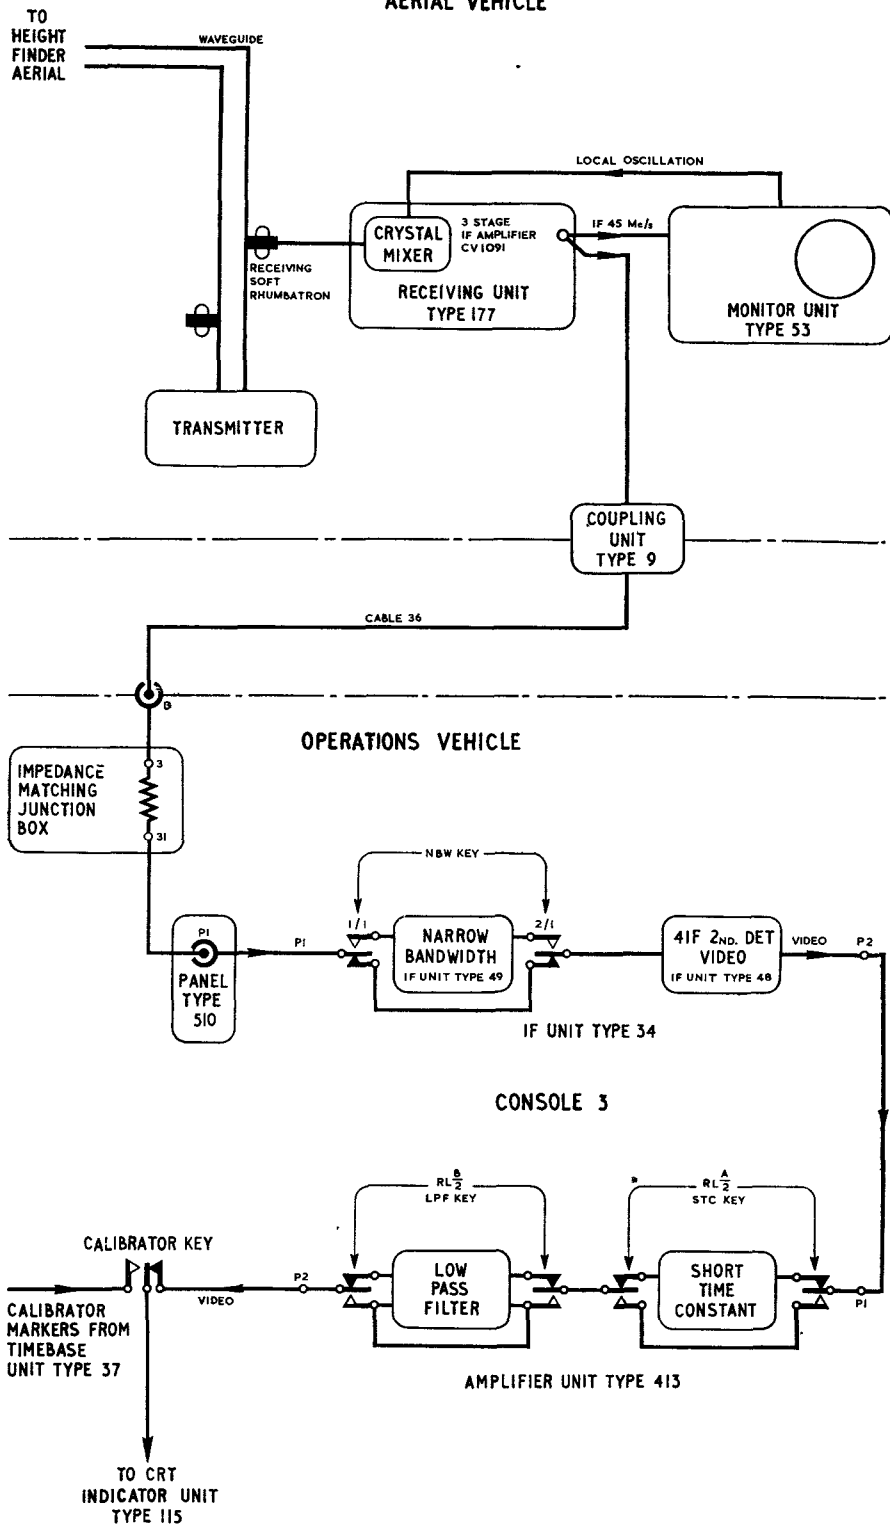 AERIAL VEHICLE
TO
HEIGHT
FINDER
AERIAL
WAVEGUIDE
LOCAL OSCILLATION
CRYSTAL
MIXER
3 STAGE
IF AMPLIFIER
CV1091
IF 45 Mc/s
RECEIVING
SOFT
RHUMBATRON
RECEIVING UNIT
TYPE 177
MONITOR UNIT
TYPE 53
TRANSMITTER
COUPLING
UNIT
TYPE 9
CABLE 36
B
OPERATIONS VEHICLE
IMPEDANCE
MATCHING
JUNCTION
BOX
3
31
NBW KEY
1/1
2/1
P1
PANEL
TYPE
510
P1
NARROW
BANDWIDTH
IF UNIT TYPE 49
4IF 2ND. DET
VIDEO
IF UNIT TYPE 48
VIDEO
P2
IF UNIT TYPE 34
CONSOLE 3
RL B/2
LPF KEY
RL A/2
STC KEY
CALIBRATOR KEY
P2
VIDEO
LOW
PASS
FILTER
SHORT
TIME
CONSTANT
P1
CALIBRATOR
MARKERS FROM
TIMEBASE
UNIT TYPE 37
AMPLIFIER UNIT TYPE 413
TO CRT
INDICATOR UNIT
TYPE 115